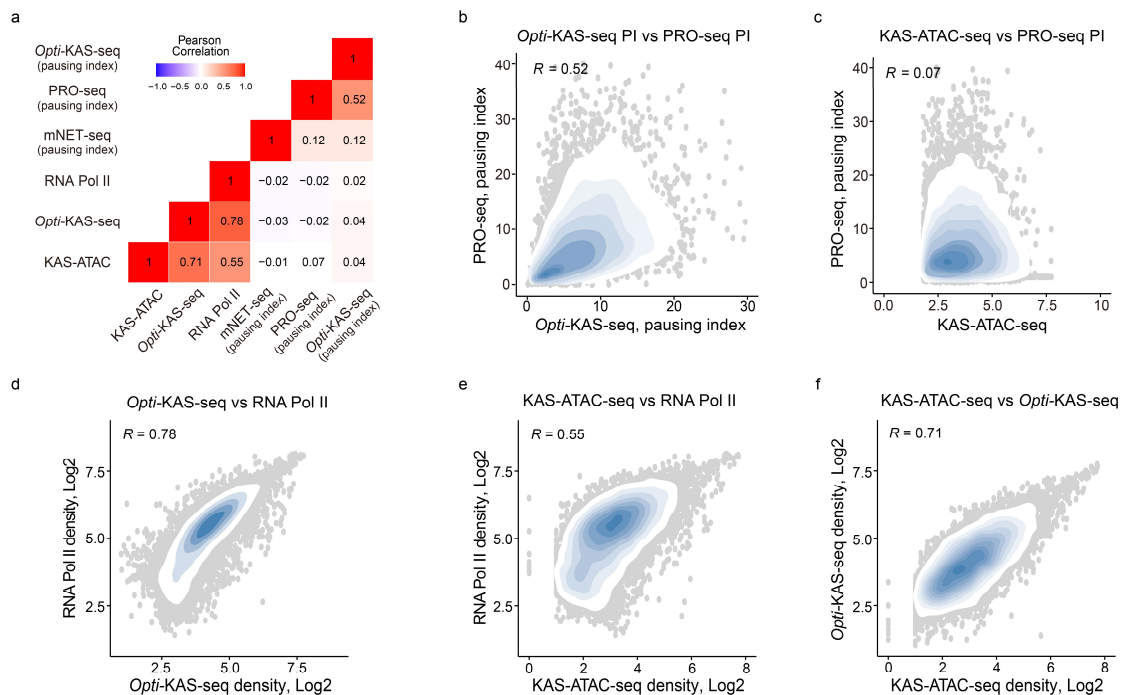 a
Pearson
Correlation
−1.0 −0.5 0.0 0.5 1.0
Opti-KAS-seq
(pausing index)
1
PRO-seq
(pausing index)
1 0.52
mNET-seq
(pausing index)
1 0.12 0.12
RNA Pol II
1 −0.02 −0.02 0.02
Opti-KAS-seq
1 0.78 −0.03 −0.02 0.04
KAS-ATAC
1 0.71 0.55 −0.01 0.07 0.04
KAS-ATAC
Opti-KAS-seq
RNA Pol II
mNET-seq
(pausing index)
PRO-seq
(pausing index)
Opti-KAS-seq
(pausing index)
b
Opti-KAS-seq PI vs PRO-seq PI
R = 0.52
PRO-seq, pausing index
40
30
20
10
0
0 10 20 30
Opti-KAS-seq, pausing index
c
KAS-ATAC-seq vs PRO-seq PI
R = 0.07
PRO-seq, pausing index
40
30
20
10
0
0.0 2.5 5.0 7.5 10
KAS-ATAC-seq
d
Opti-KAS-seq vs RNA Pol II
R = 0.78
RNA Pol II density, Log2
7.5
5.0
2.5
2.5 5.0 7.5
Opti-KAS-seq density, Log2
e
KAS-ATAC-seq vs RNA Pol II
R = 0.55
RNA Pol II density, Log2
7.5
5.0
2.5
0 2 4 6 8
KAS-ATAC-seq density, Log2
f
KAS-ATAC-seq vs Opti-KAS-seq
R = 0.71
Opti-KAS-seq density, Log2
7.5
5.0
2.5
0 2 4 6 8
KAS-ATAC-seq density, Log2